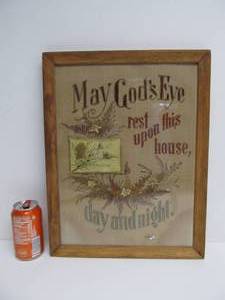 May God's Eye
rest
upon this
house,
day and night.